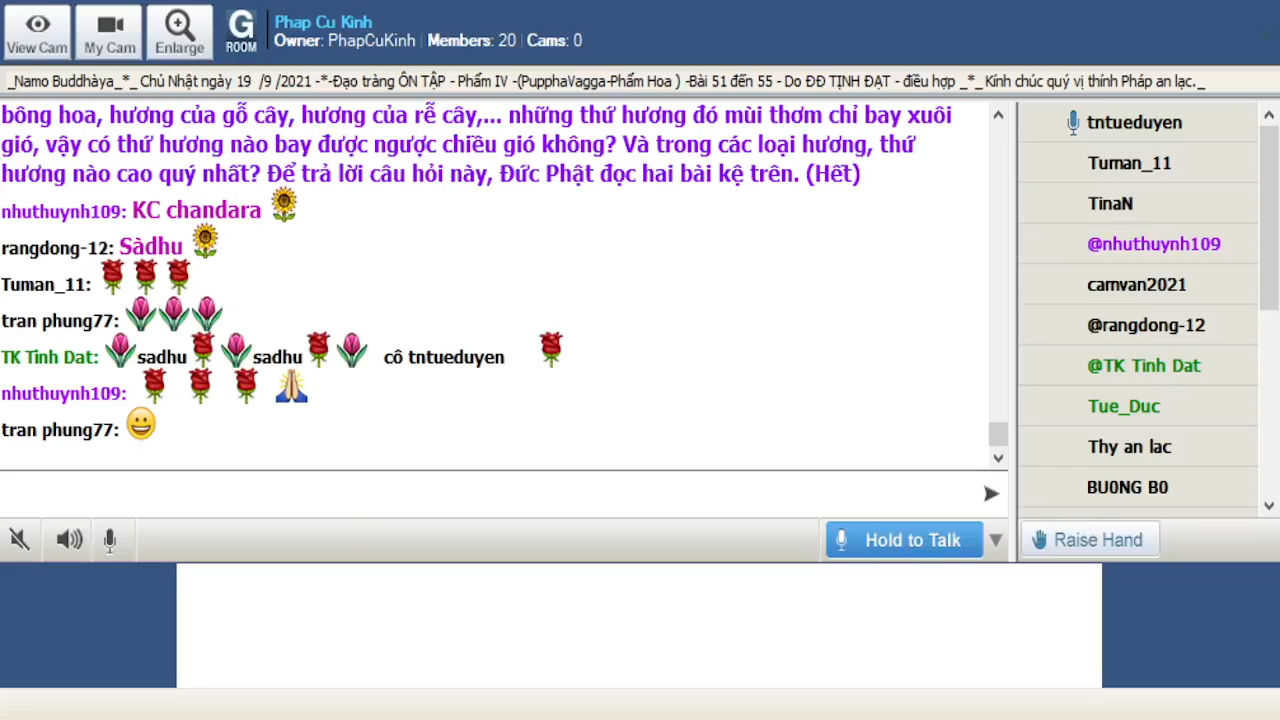 View Cam
My Cam
Enlarge
G
ROOM
Phap Cu Kinh
Owner: PhapCuKinh | Members: 20 | Cams: 0
_Namo Buddhàya_*_ Chủ Nhật ngày 19 /9 /2021 -*-Đạo tràng ÔN TẬP - Phẩm IV -(PupphaVagga-Phẩm Hoa ) -Bài 51 đến 55 - Do ĐĐ TỊNH ĐẠT - điều hợp _*_ Kính chúc quý vị thính Pháp an lạc._
bông hoa, hương của gỗ cây, hương của rễ cây,... những thứ hương đó mùi thơm chỉ bay xuôi
gió, vậy có thứ hương nào bay được ngược chiều gió không? Và trong các loại hương, thứ
hương nào cao quý nhất? Để trả lời câu hỏi này, Đức Phật đọc hai bài kệ trên. (Hết)
nhuthuynh109: KC chandara
rangdong-12: Sàdhu
Tuman_11:
tran phung77:
TK Tinh Dat: sadhu sadhu cô tntueduyen
nhuthuynh109:
tran phung77:
tntueduyen
Tuman_11
TinaN
@nhuthuynh109
camvan2021
@rangdong-12
@TK Tinh Dat
Tue_Duc
Thy an lac
BU0NG B0
Hold to Talk
Raise Hand